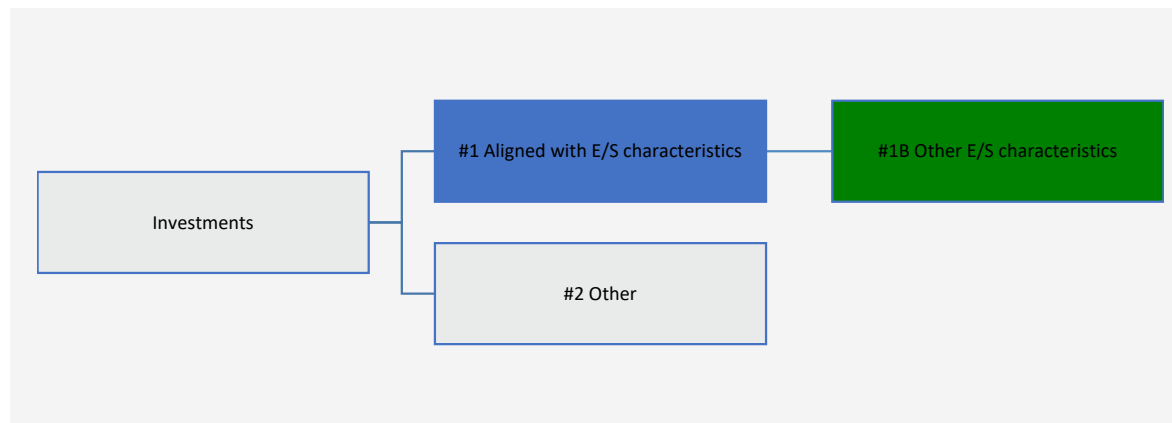 #1 Aligned with E/S characteristics
#1B Other E/S characteristics
Investments
#2 Other